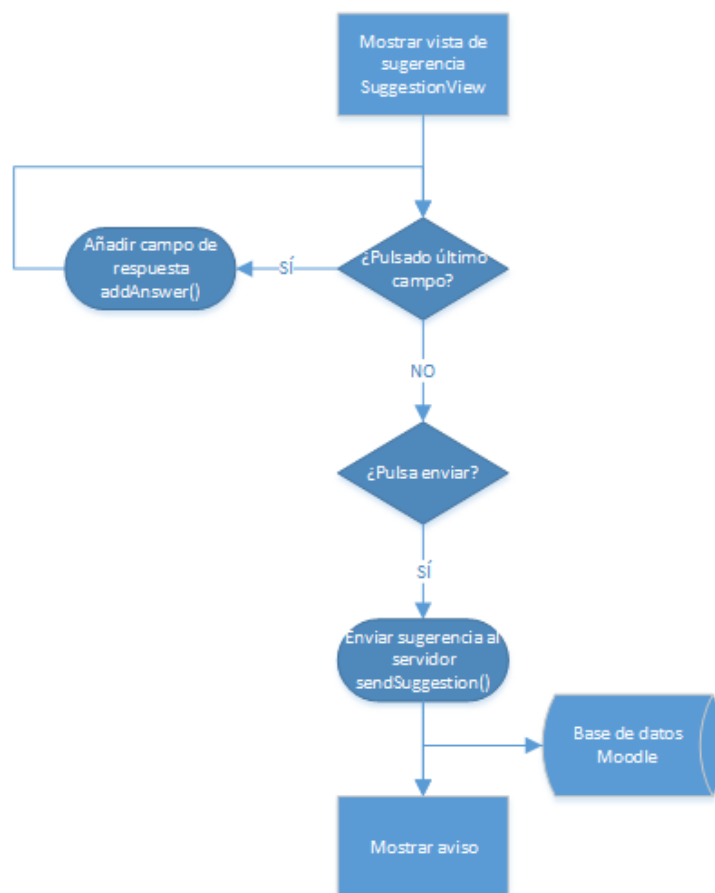 Mostrar vista de
sugerencia
SuggestionView
¿Pulsado último
campo?
SÍ
Añadir campo de
respuesta
addAnswer()
NO
¿Pulsa enviar?
SÍ
Enviar sugerencia al
servidor
sendSuggestion()
Base de datos
Moodle
Mostrar aviso